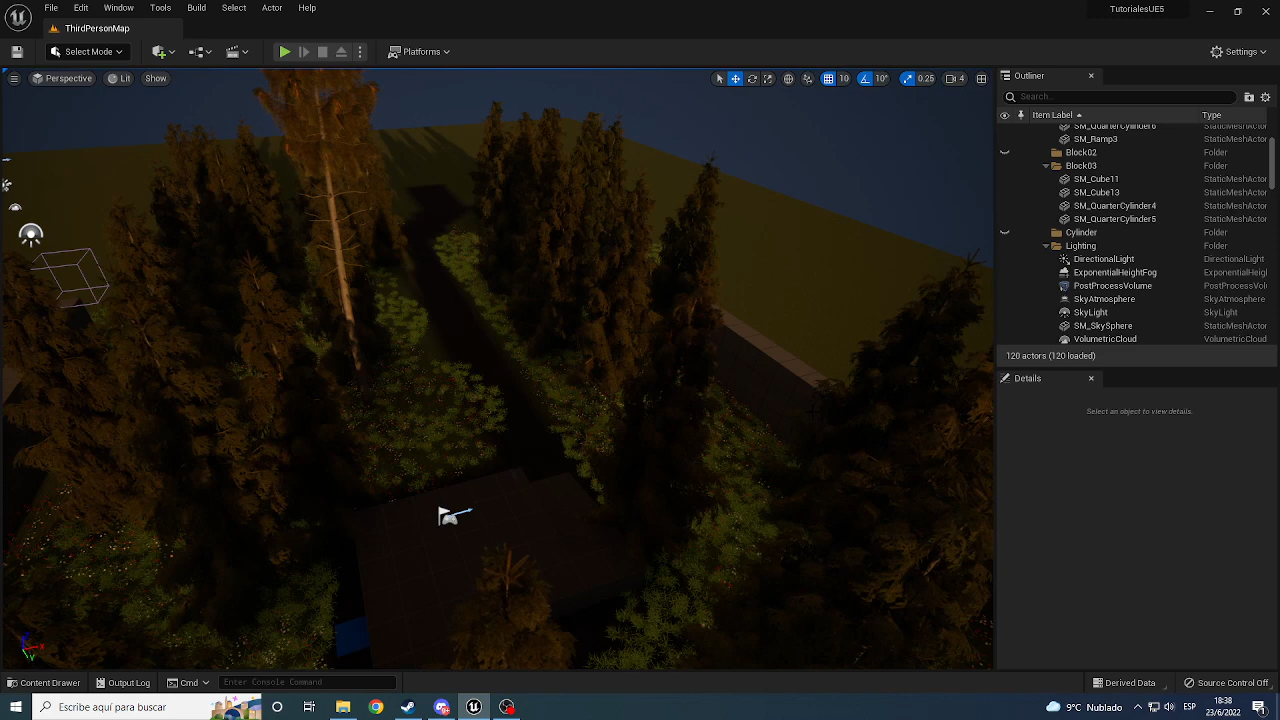 File Edit Window Tools Build Select Actor Help
TutorialesUE5
ThirdPersonMap
Select Mode
Platforms
Settings
Perspective Lit Show
10 10° 0.25 4
Outliner
Search...
Item Label Type
SM_QuarterCylinder6 StaticMeshActor
SM_Ramp3 StaticMeshActor
Block02 Folder
Block03 Folder
SM_Cube11 StaticMeshActor
SM_Cube13 StaticMeshActor
SM_QuarterCylinder4 StaticMeshActor
SM_QuarterCylinder5 StaticMeshActor
Cylinder Folder
Lighting Folder
DirectionalLight DirectionalLight
ExponentialHeightFog ExponentialHeigl
PostProcessVolume PostProcessVol
SkyAtmosphere SkyAtmosphere
SkyLight SkyLight
SM_SkySphere StaticMeshActor
VolumetricCloud VolumetricCloud
120 actors (120 loaded)
Details
Select an object to view details.
Content Drawer Output Log Cmd Enter Console Command
Derived Data Source Control Off
Escribe aquí para buscar
9°C Nublado ESP 18:38
23/6/2022